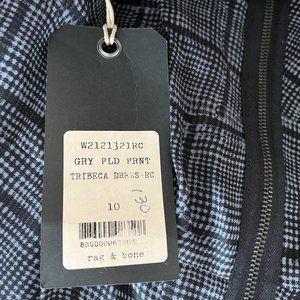 W2121321RC
GRY PLD PRNT
TRIBECA DRESS-RC
10
rag & bone